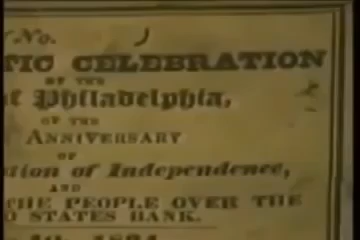 No.
TIC CELEBRATION
BY THE
of Philadelphia,
OF THE
ANNIVERSARY
OF
tion of Independence,
AND
THE PEOPLE OVER THE
D STATES BANK.